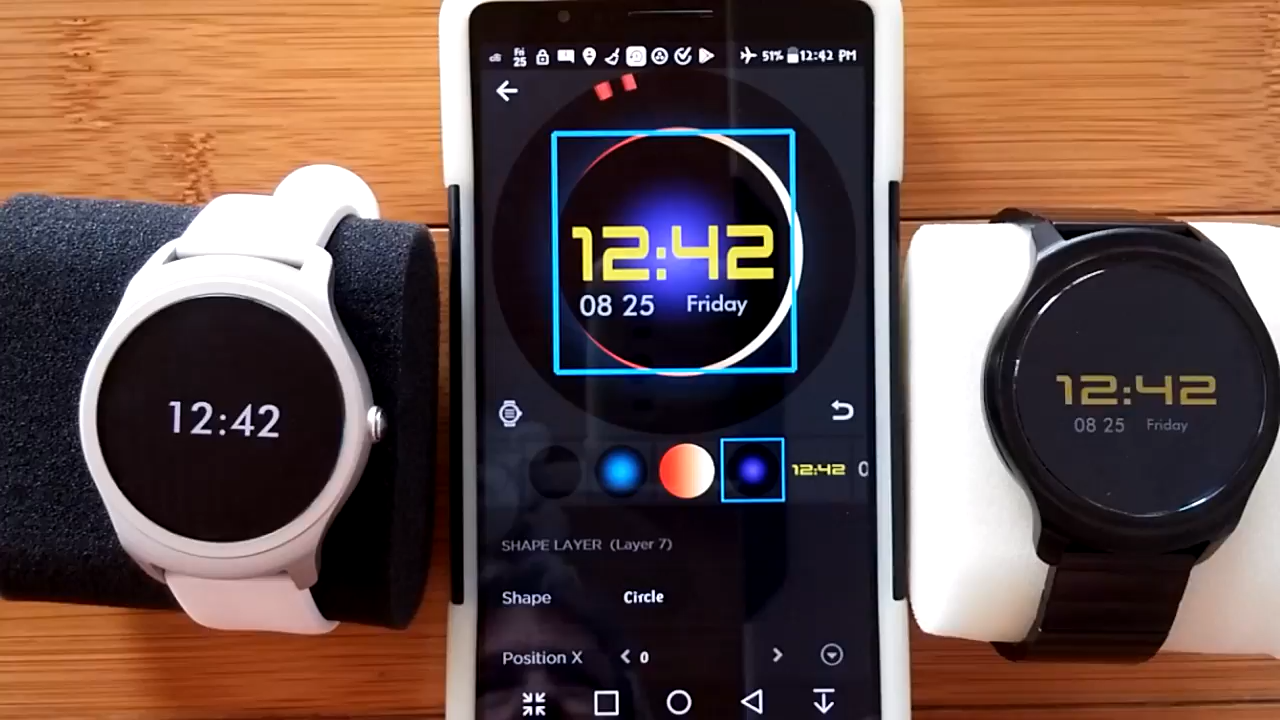 Fri
25
51% 12:42 PM
12:42
08 25 Friday
12:42 0
SHAPE LAYER (Layer 7)
Shape Circle
Position X 0
12:42
12:42
08 25 Friday